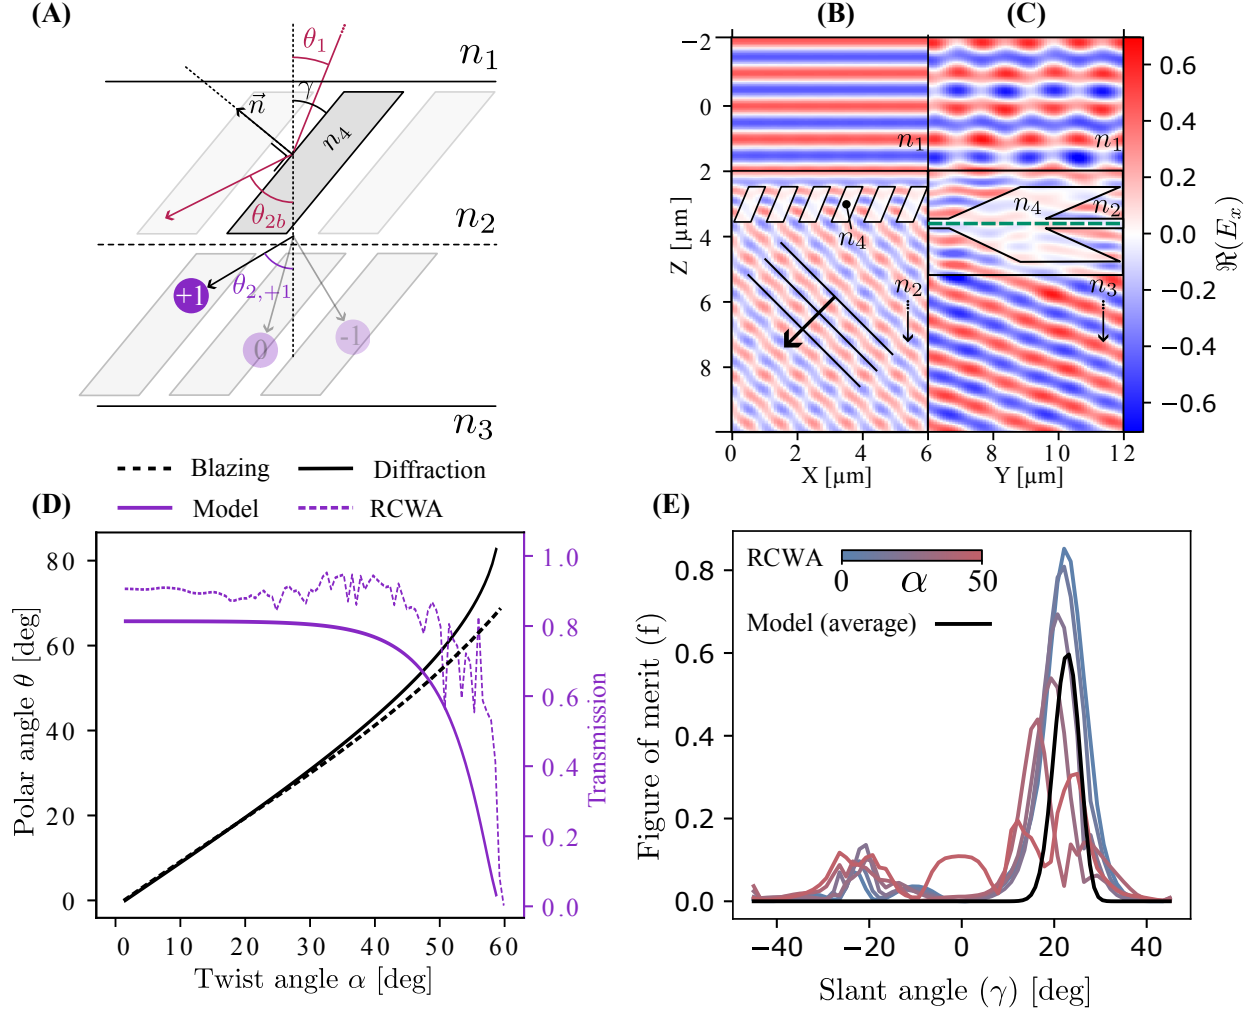 (A)
θ₁
n₁
γ
n⃗
n₄
θ₂b
n₂
θ₂,₊₁
+1
0
-1
n₃
(B)
(C)
−2
0
2
4
6
8
Z [µm]
n₁
n₁
n₄
n₂
n₄
n₂
n₃
0
2
4
6
8
10
12
X [µm]
Y [µm]
0.6
0.4
0.2
0.0
−0.2
−0.4
−0.6
ℜ(Eₓ)
Blazing
Diffraction
Model
RCWA
(D)
80
60
40
20
0
Polar angle θ [deg]
1.0
0.8
0.6
0.4
0.2
0.0
Transmission
0
10
20
30
40
50
60
Twist angle α [deg]
(E)
RCWA
0
α
50
Model (average)
0.8
0.6
0.4
0.2
0.0
Figure of merit (f)
−40
−20
0
20
40
Slant angle (γ) [deg]